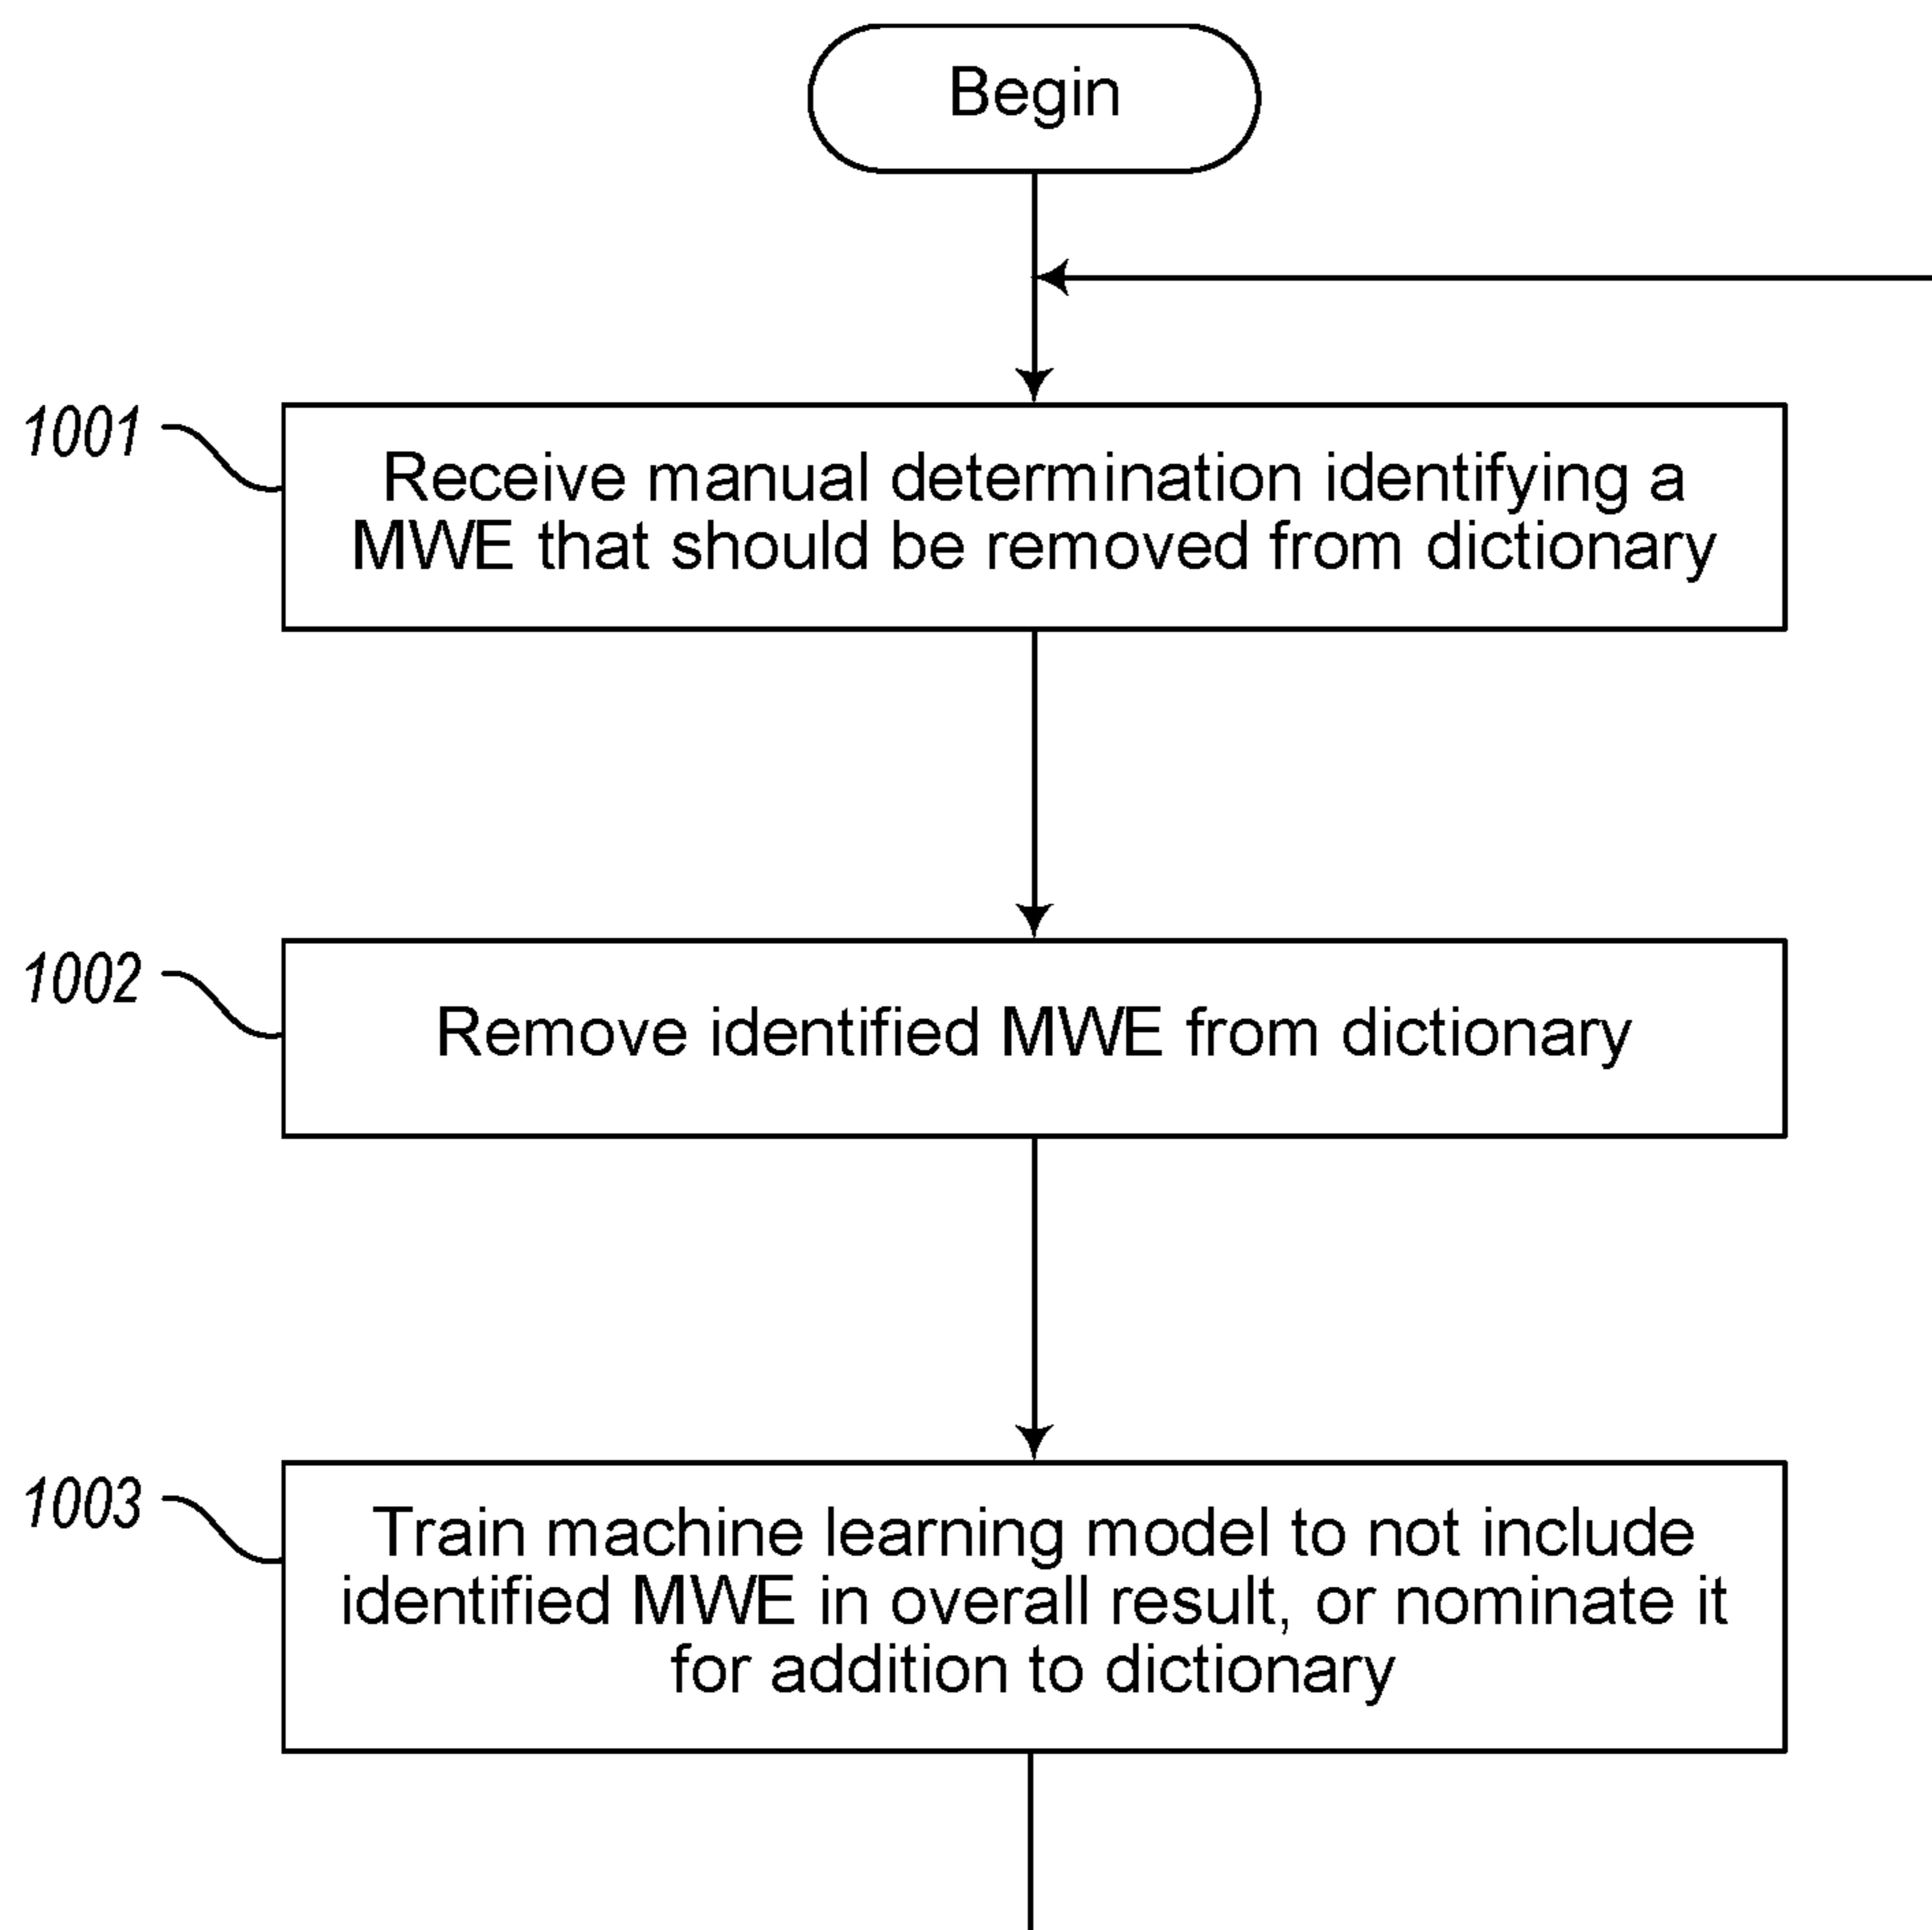 Begin
1001
Receive manual determination identifying a
MWE that should be removed from dictionary
1002
Remove identified MWE from dictionary
1003
Train machine learning model to not include
identified MWE in overall result, or nominate it
for addition to dictionary